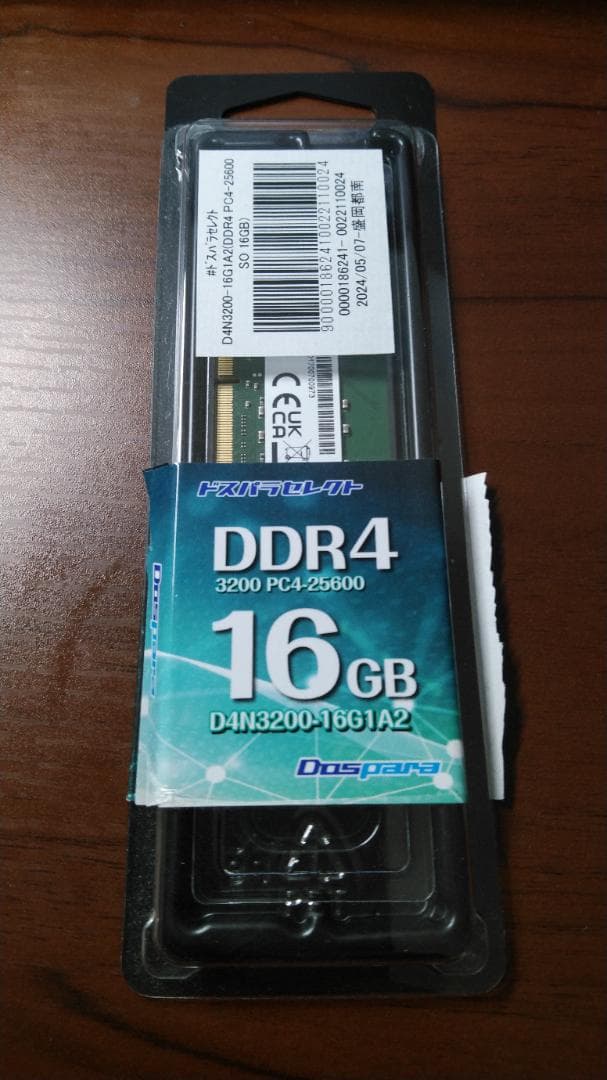 #ﾄﾞｽﾊﾟﾗｾﾚｸﾄ
D4N3200-16G1A2(DDR4 PC4-25600
SO 16GB)
900001862410022110024
0000186241-0022110024
2024/05/07-盛岡都南
CE
UK
CA
ドスパラセレクト
DDR4
3200 PC4-25600
16GB
D4N3200-16G1A2
Dospara
Dospara